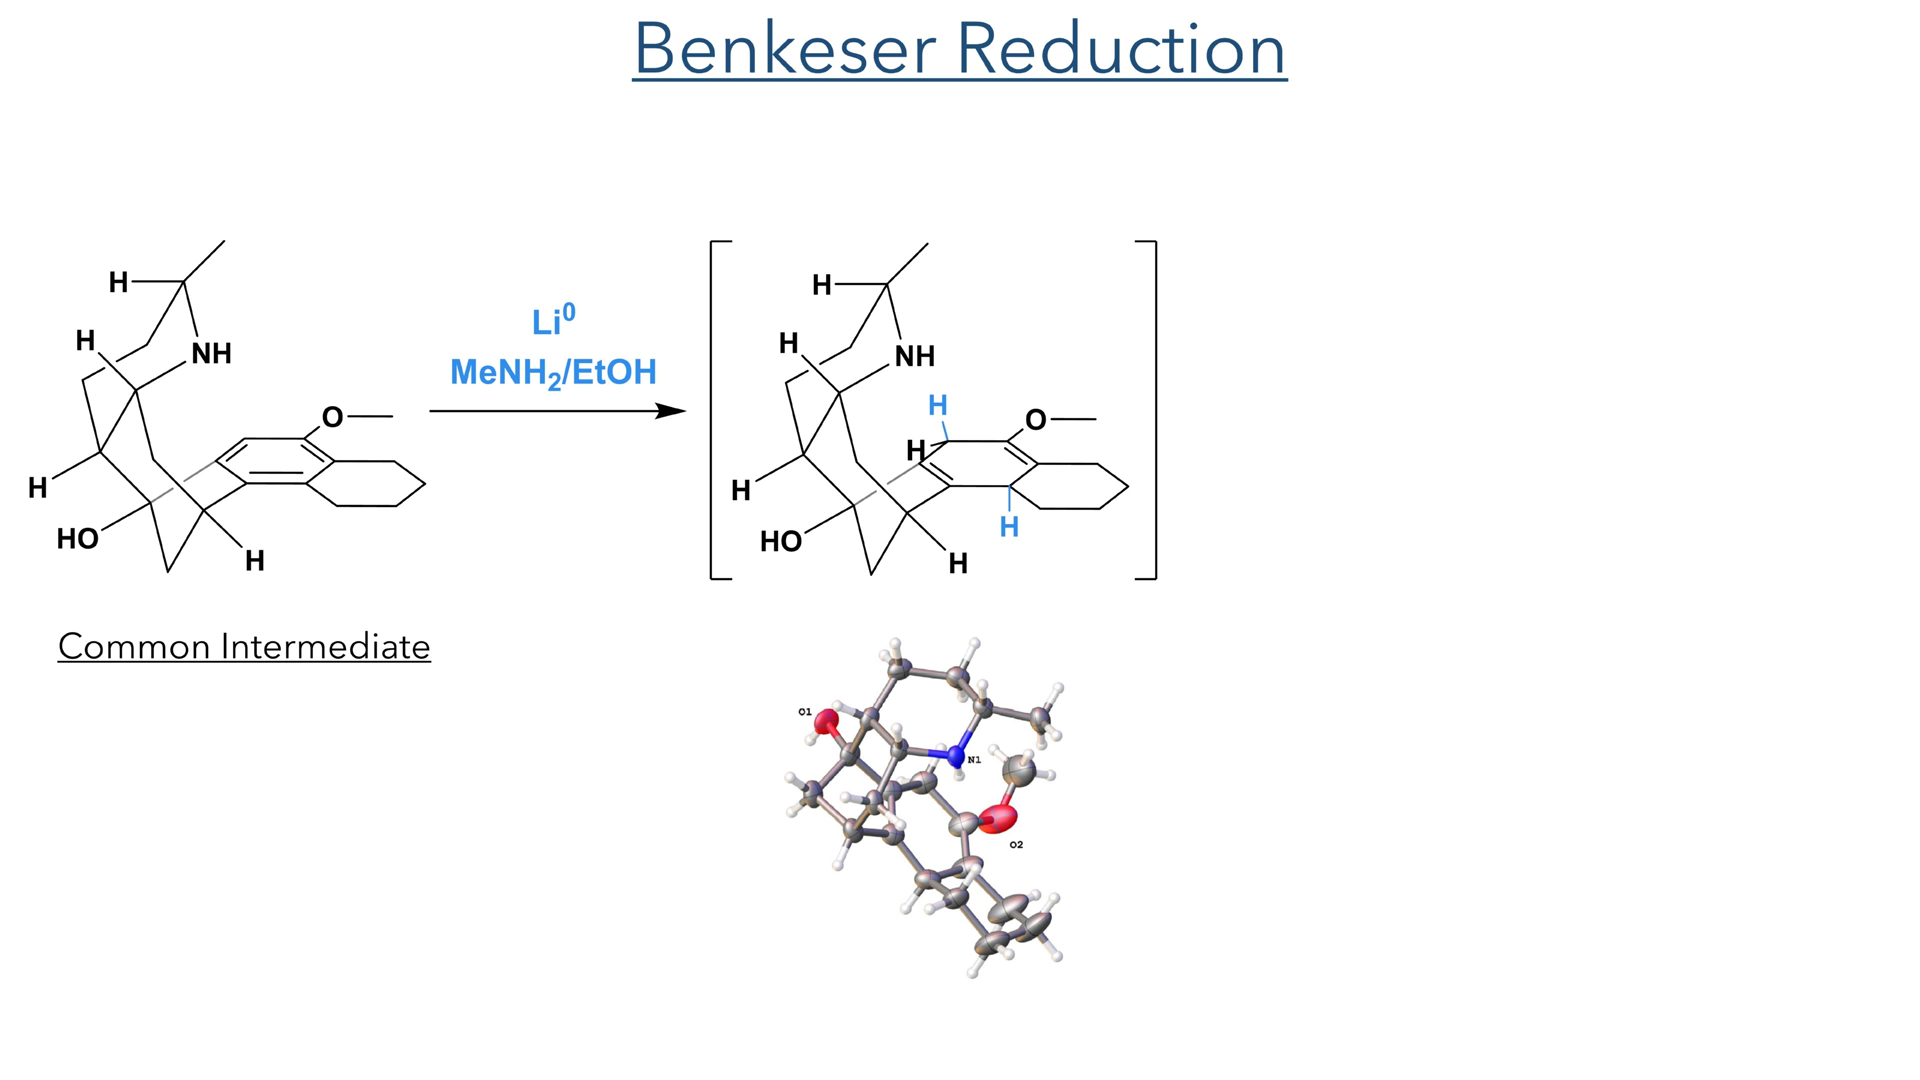 Benkeser Reduction
H
H
NH
O
H
HO
H
Li⁰
MeNH₂/EtOH
H
H
NH
H
H
O
H
HO
H
H
Common Intermediate
O1
N1
O2